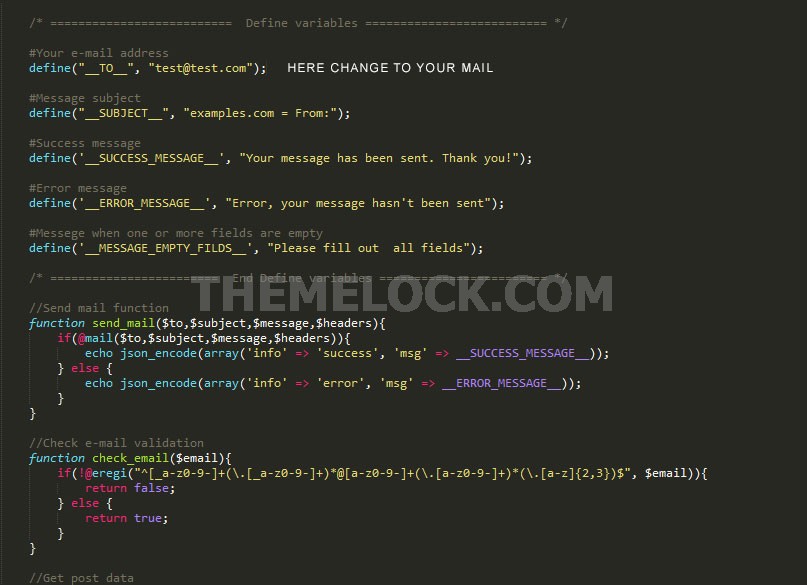 /* ========================== Define variables ========================== */
#Your e-mail address
define("__TO__", "test@test.com"); HERE CHANGE TO YOUR MAIL
#Message subject
define("__SUBJECT__", "examples.com = From:");
#Success message
define('__SUCCESS_MESSAGE__', "Your message has been sent. Thank you!");
#Error message
define('__ERROR_MESSAGE__', "Error, your message hasn't been sent");
#Messege when one or more fields are empty
define('__MESSAGE_EMPTY_FILDS__', "Please fill out  all fields");
/* ======================== End Define variables ======================== */
THEMELOCK.COM
//Send mail function
function send_mail($to,$subject,$message,$headers){
    if(@mail($to,$subject,$message,$headers)){
        echo json_encode(array('info' => 'success', 'msg' => __SUCCESS_MESSAGE__));
    } else {
        echo json_encode(array('info' => 'error', 'msg' => __ERROR_MESSAGE__));
    }
}
//Check e-mail validation
function check_email($email){
    if(!@eregi("^[_a-z0-9-]+(\.[_a-z0-9-]+)*@[a-z0-9-]+(\.[a-z0-9-]+)*(\.[a-z]{2,3})$", $email)){
        return false;
    } else {
        return true;
    }
}
//Get post data